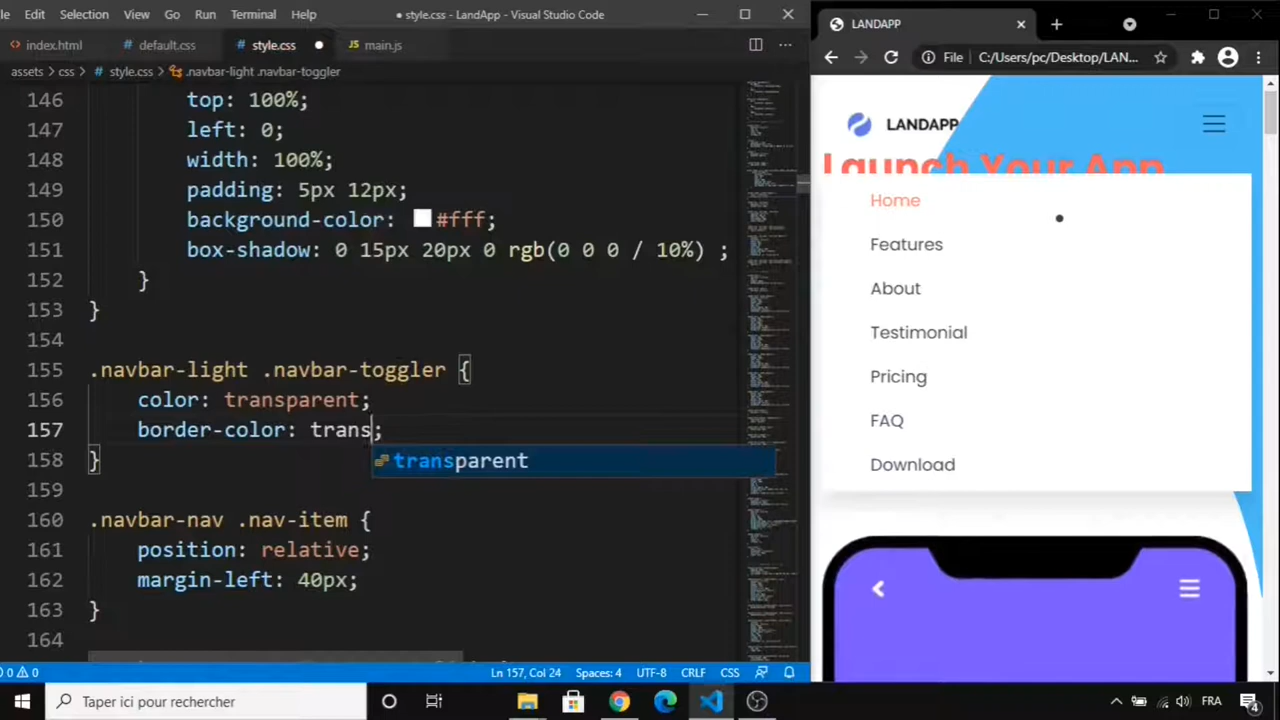 Edit Selection View Go Run Terminal Help
● style.css - LandApp - Visual Studio Code
index.html
default.css
style.css
main.js
assets > css > style.css > .navbar-light .navbar-toggler
146 top: 100%;
147 left: 0;
148 width: 100%;
149 padding: 5px 12px;
150 background-color: #fff;
151 box-shadow: 0 15px 20px rgb(0 0 0 / 10%) ;
152 }
153 }
154
155 .navbar-light .navbar-toggler {
156 color: transparent;
157 border-color: trans;
158 }
transparent
159
160 .navbar-nav .nav-item {
161 position: relative;
162 margin-left: 40px;
163 }
164
0 0
Ln 157, Col 24
Spaces: 4
UTF-8
CRLF
CSS
LANDAPP
File
C:/Users/pc/Desktop/LAN...
LANDAPP
Launch Your App
Home
Features
About
Testimonial
Pricing
FAQ
Download
Taper ici pour rechercher
FRA
4